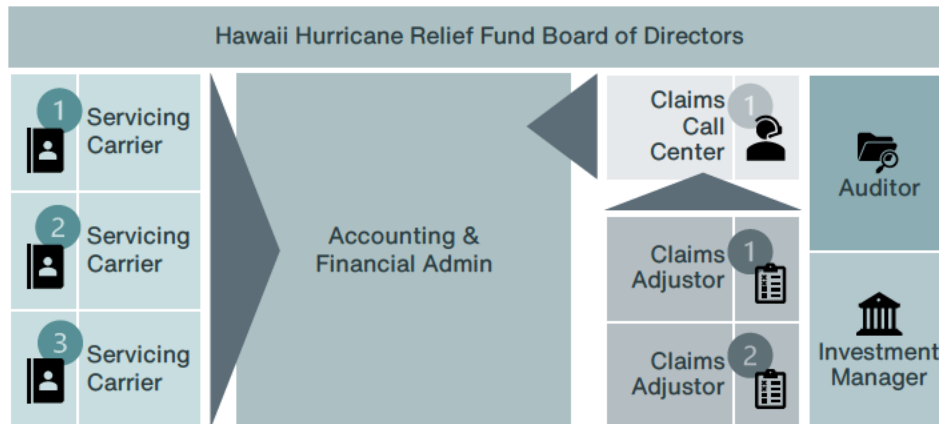 Hawaii Hurricane Relief Fund Board of Directors
1
Servicing
Carrier
2
Servicing
Carrier
3
Servicing
Carrier
Accounting &
Financial Admin
Claims
Call
Center
1
Claims
Adjustor
1
Claims
Adjustor
2
Auditor
Investment
Manager